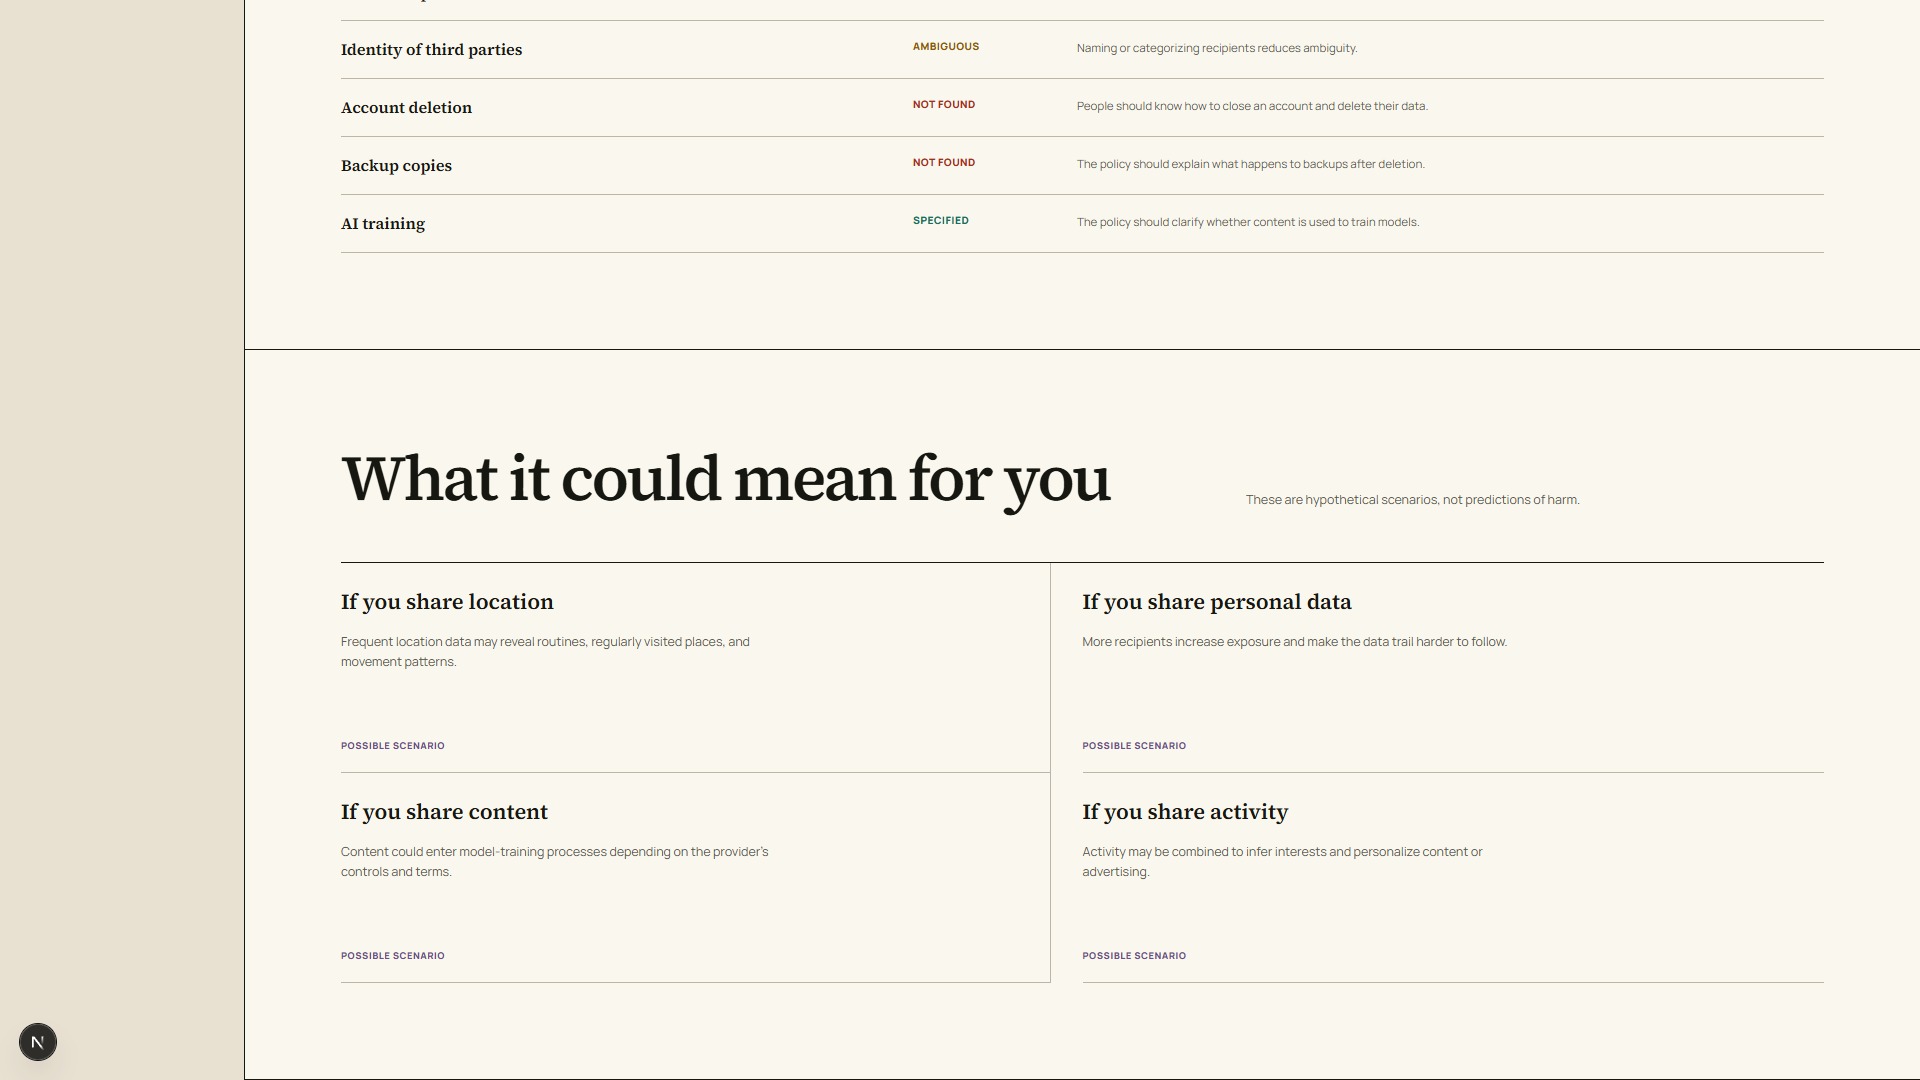 Identity of third parties
AMBIGUOUS
Naming or categorizing recipients reduces ambiguity.
Account deletion
NOT FOUND
People should know how to close an account and delete their data.
Backup copies
NOT FOUND
The policy should explain what happens to backups after deletion.
AI training
SPECIFIED
The policy should clarify whether content is used to train models.
What it could mean for you
These are hypothetical scenarios, not predictions of harm.
If you share location
Frequent location data may reveal routines, regularly visited places, and
movement patterns.
POSSIBLE SCENARIO
If you share personal data
More recipients increase exposure and make the data trail harder to follow.
POSSIBLE SCENARIO
If you share content
Content could enter model-training processes depending on the provider's
controls and terms.
POSSIBLE SCENARIO
If you share activity
Activity may be combined to infer interests and personalize content or
advertising.
POSSIBLE SCENARIO
N